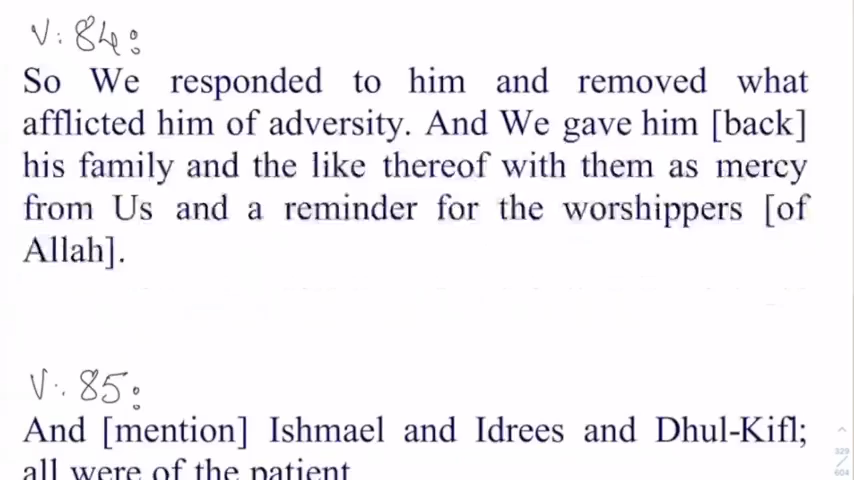 V: 84:
So We responded to him and removed what
afflicted him of adversity. And We gave him [back]
his family and the like thereof with them as mercy
from Us and a reminder for the worshippers [of
Allah].
V: 85:
And [mention] Ishmael and Idrees and Dhul-Kifl;
all were of the patient
329
/
604